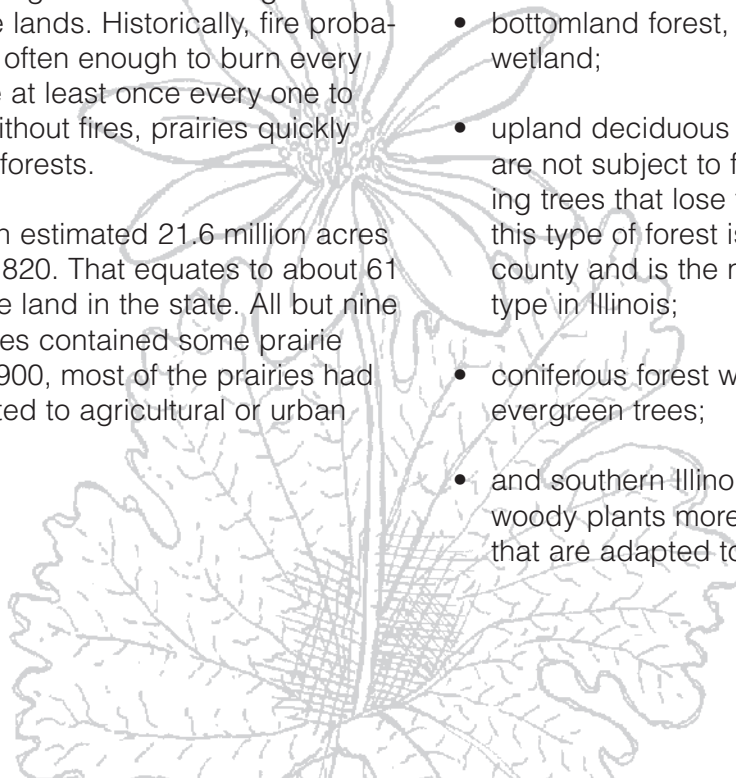 e lands. Historically, fire proba-
often enough to burn every
e at least once every one to
ithout fires, prairies quickly
forests.
n estimated 21.6 million acres
820. That equates to about 61
e land in the state. All but nine
es contained some prairie
900, most of the prairies had
ted to agricultural or urban
• bottomland forest,
wetland;
• upland deciduous
are not subject to f
ing trees that lose
this type of forest is
county and is the
type in Illinois;
• coniferous forest w
evergreen trees;
• and southern Illino
woody plants more
that are adapted to